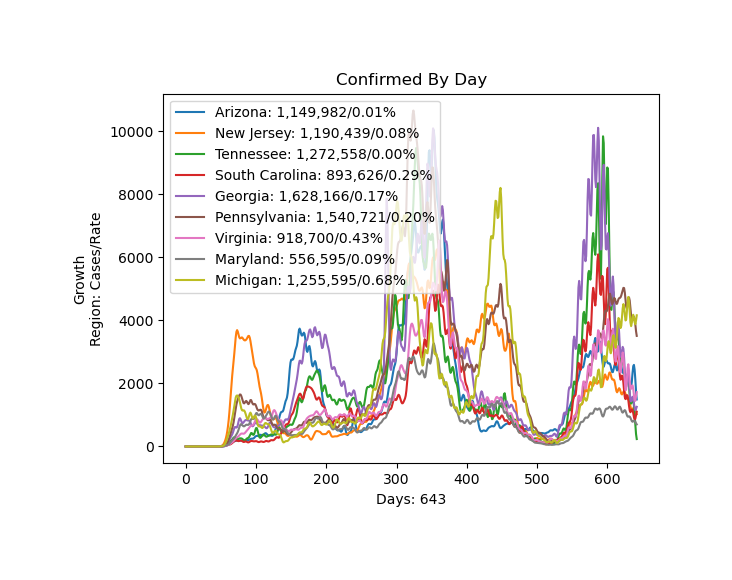 Confirmed By Day
Arizona: 1,149,982/0.01%
New Jersey: 1,190,439/0.08%
Tennessee: 1,272,558/0.00%
South Carolina: 893,626/0.29%
Georgia: 1,628,166/0.17%
Pennsylvania: 1,540,721/0.20%
Virginia: 918,700/0.43%
Maryland: 556,595/0.09%
Michigan: 1,255,595/0.68%
10000
8000
6000
4000
2000
0
Growth
Region: Cases/Rate
0 100 200 300 400 500 600
Days: 643